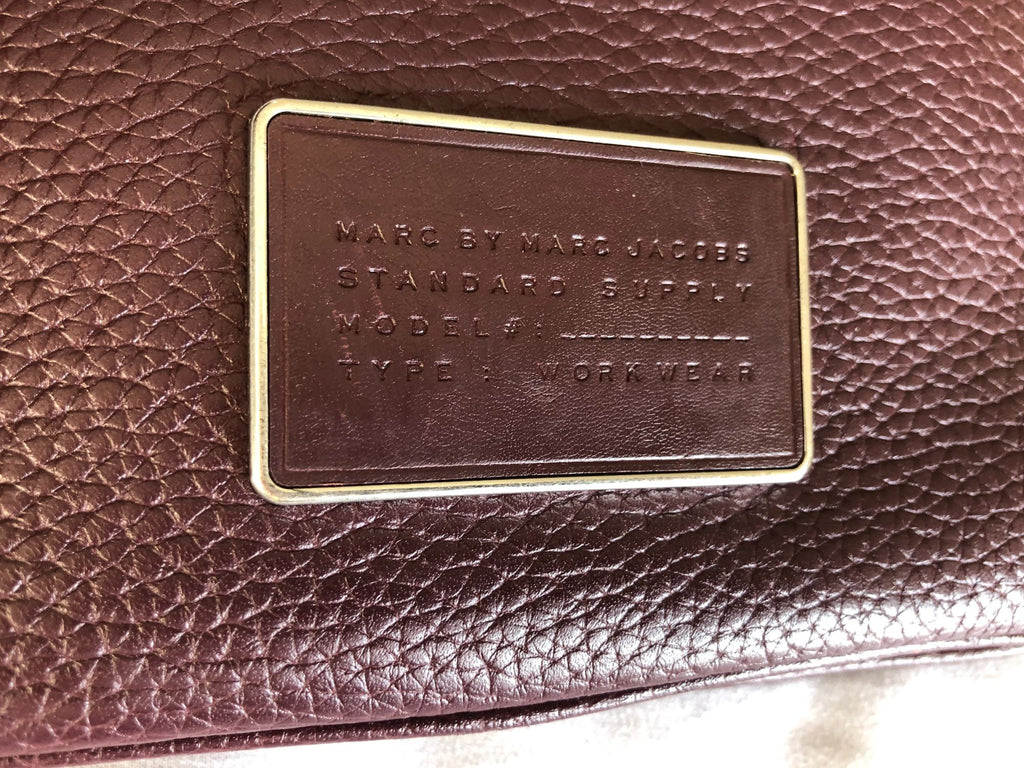 MARC BY MARC JACOBS
STANDARD SUPPLY
MODEL #: __________
TYPE : WORKWEAR